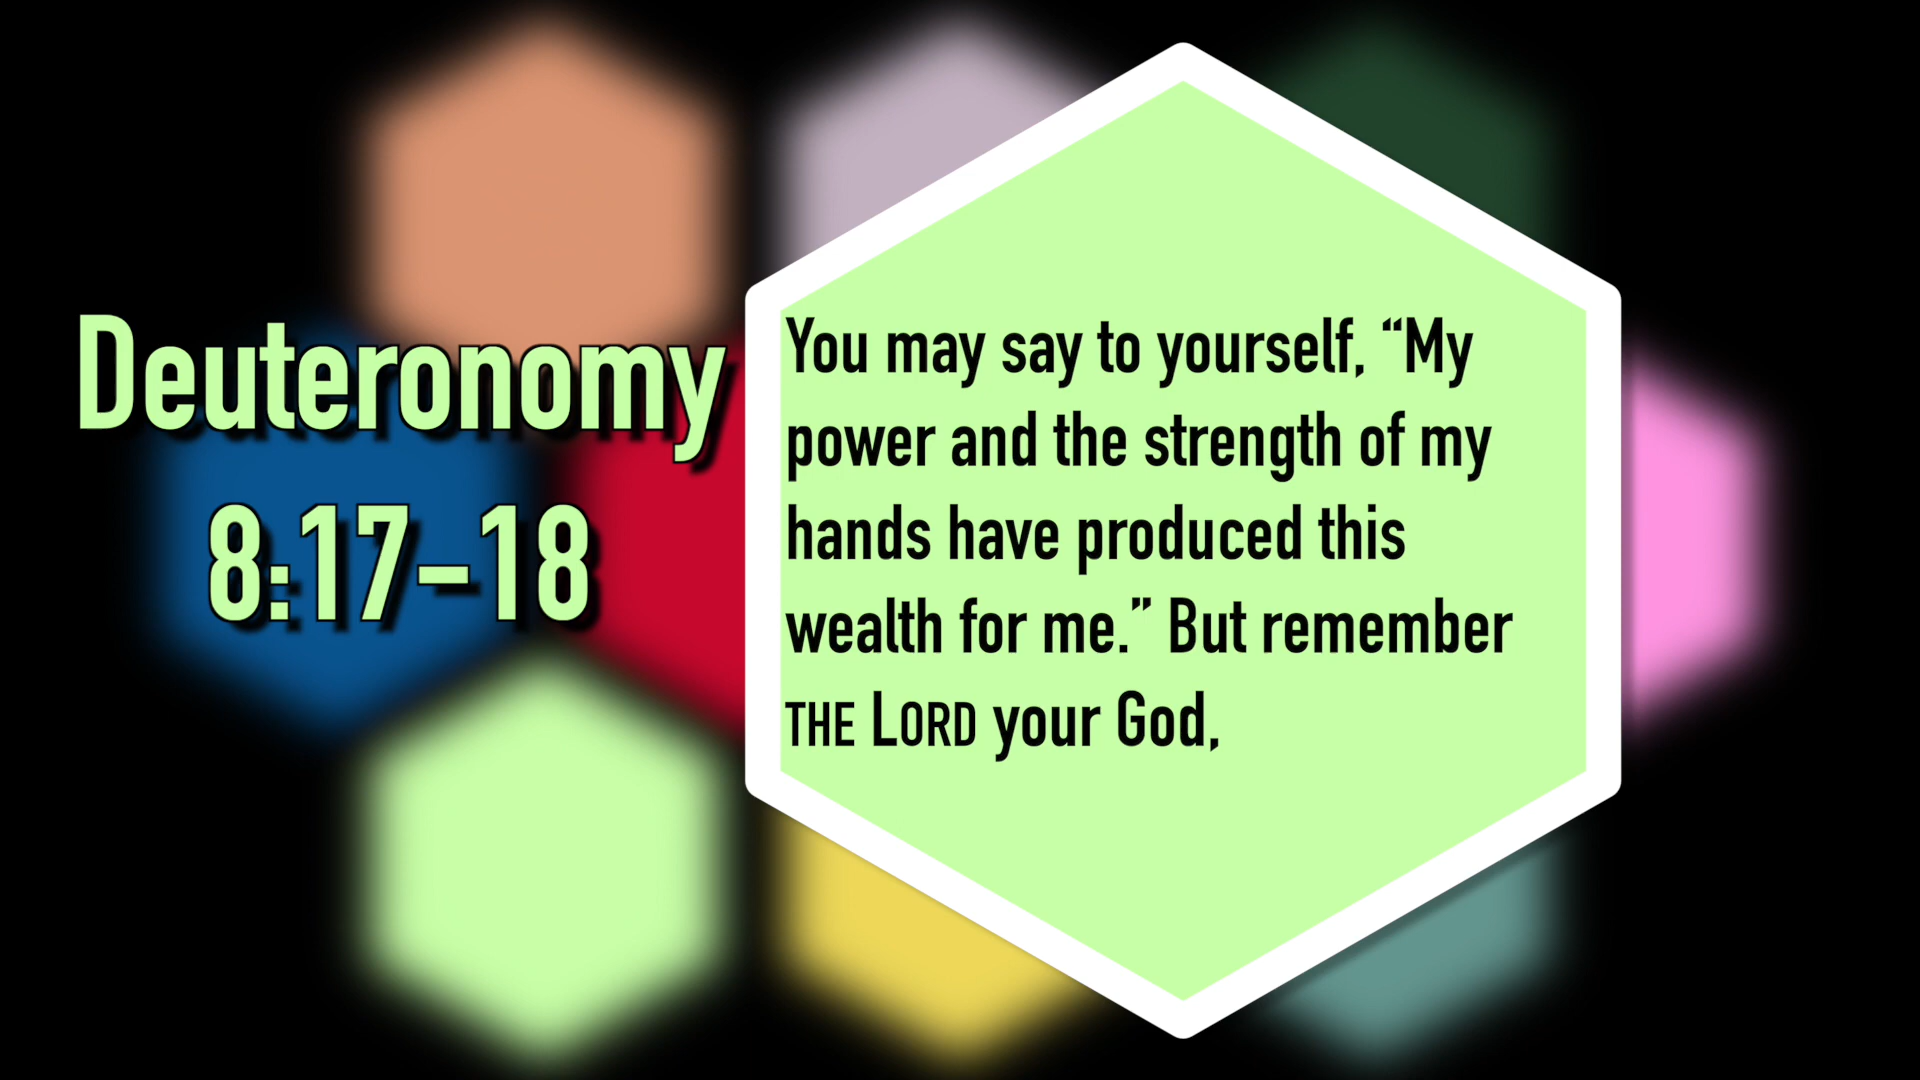 Deuteronomy
8:17–18
You may say to yourself, “My
power and the strength of my
hands have produced this
wealth for me.” But remember
THE LORD your God,